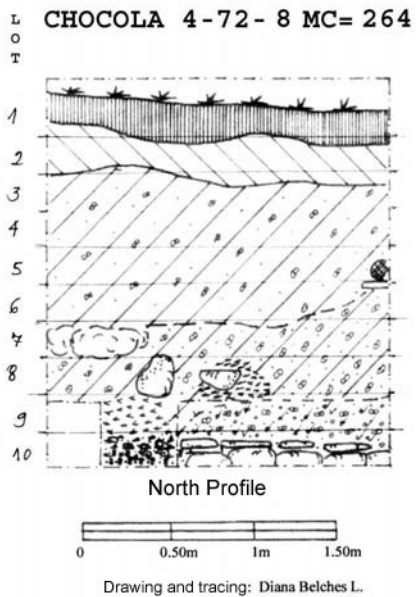 LOT
CHOCOLA 4-72-8 MC=264
1
2
3
4
5
6
7
8
9
10
North Profile
0 0.50m 1m 1.50m
Drawing and tracing: Diana Belches L.